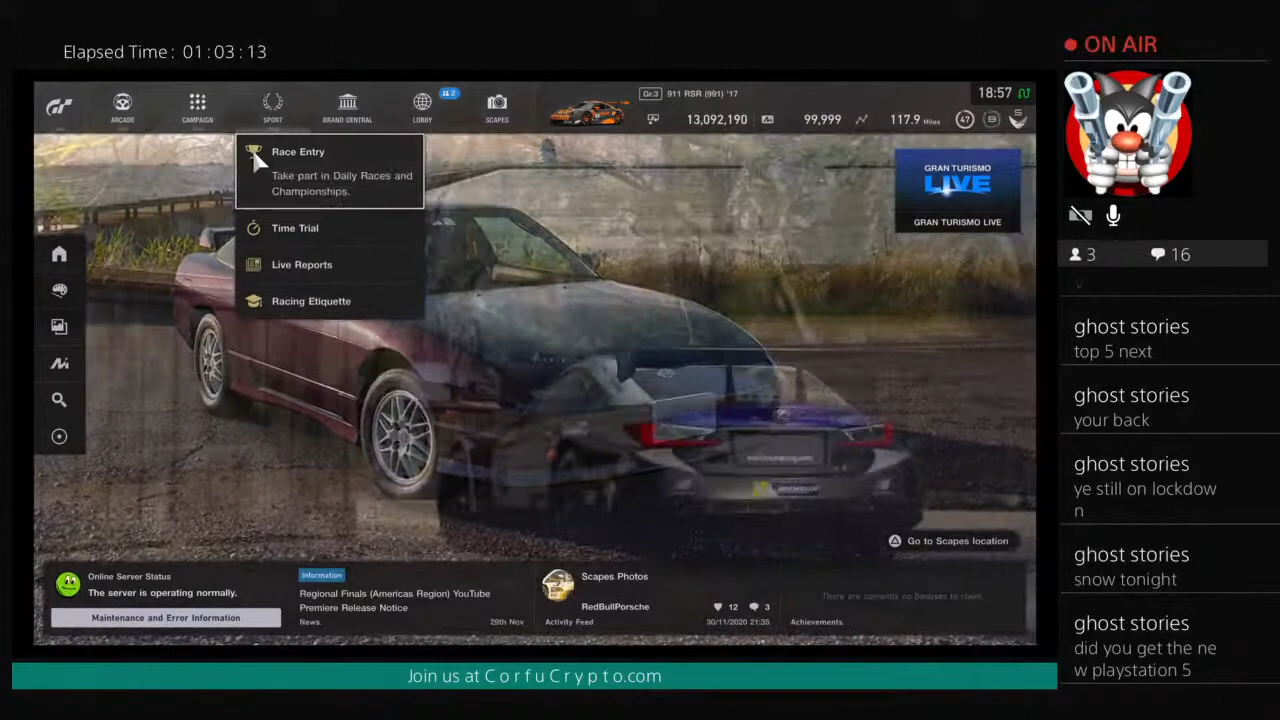 Elapsed Time: 01:03:13
ON AIR
ARCADE
CAMPAIGN
SPORT
BRAND CENTRAL
LOBBY
2
SCAPES
Gr.3 911 RSR (991) '17
18:57
13,092,190
99,999
117.9 Miles
47
B
S
Race Entry
Take part in Daily Races and
Championships.
Time Trial
Live Reports
Racing Etiquette
GRAN TURISMO
LIVE
GRAN TURISMO LIVE
3
16
ghost stories
top 5 next
ghost stories
your back
ghost stories
ye still on lockdow
n
ghost stories
snow tonight
ghost stories
did you get the ne
w playstation 5
Go to Scapes location
Online Server Status
The server is operating normally.
Maintenance and Error Information
Information
Regional Finals (Americas Region) YouTube
Premiere Release Notice
News
29th Nov
Scapes Photos
RedBullPorsche
12
3
Activity Feed
30/11/2020 21:35
There are currently no bonuses to claim.
Achievements
Join us at C o r f u C r y p t o.com